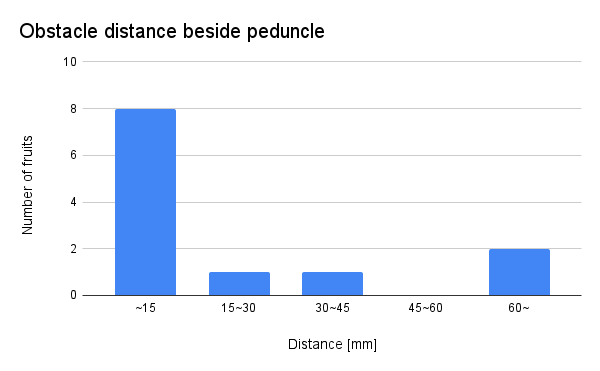 Obstacle distance beside peduncle
Number of fruits
10
8
6
4
2
0
~15 15~30 30~45 45~60 60~
Distance [mm]